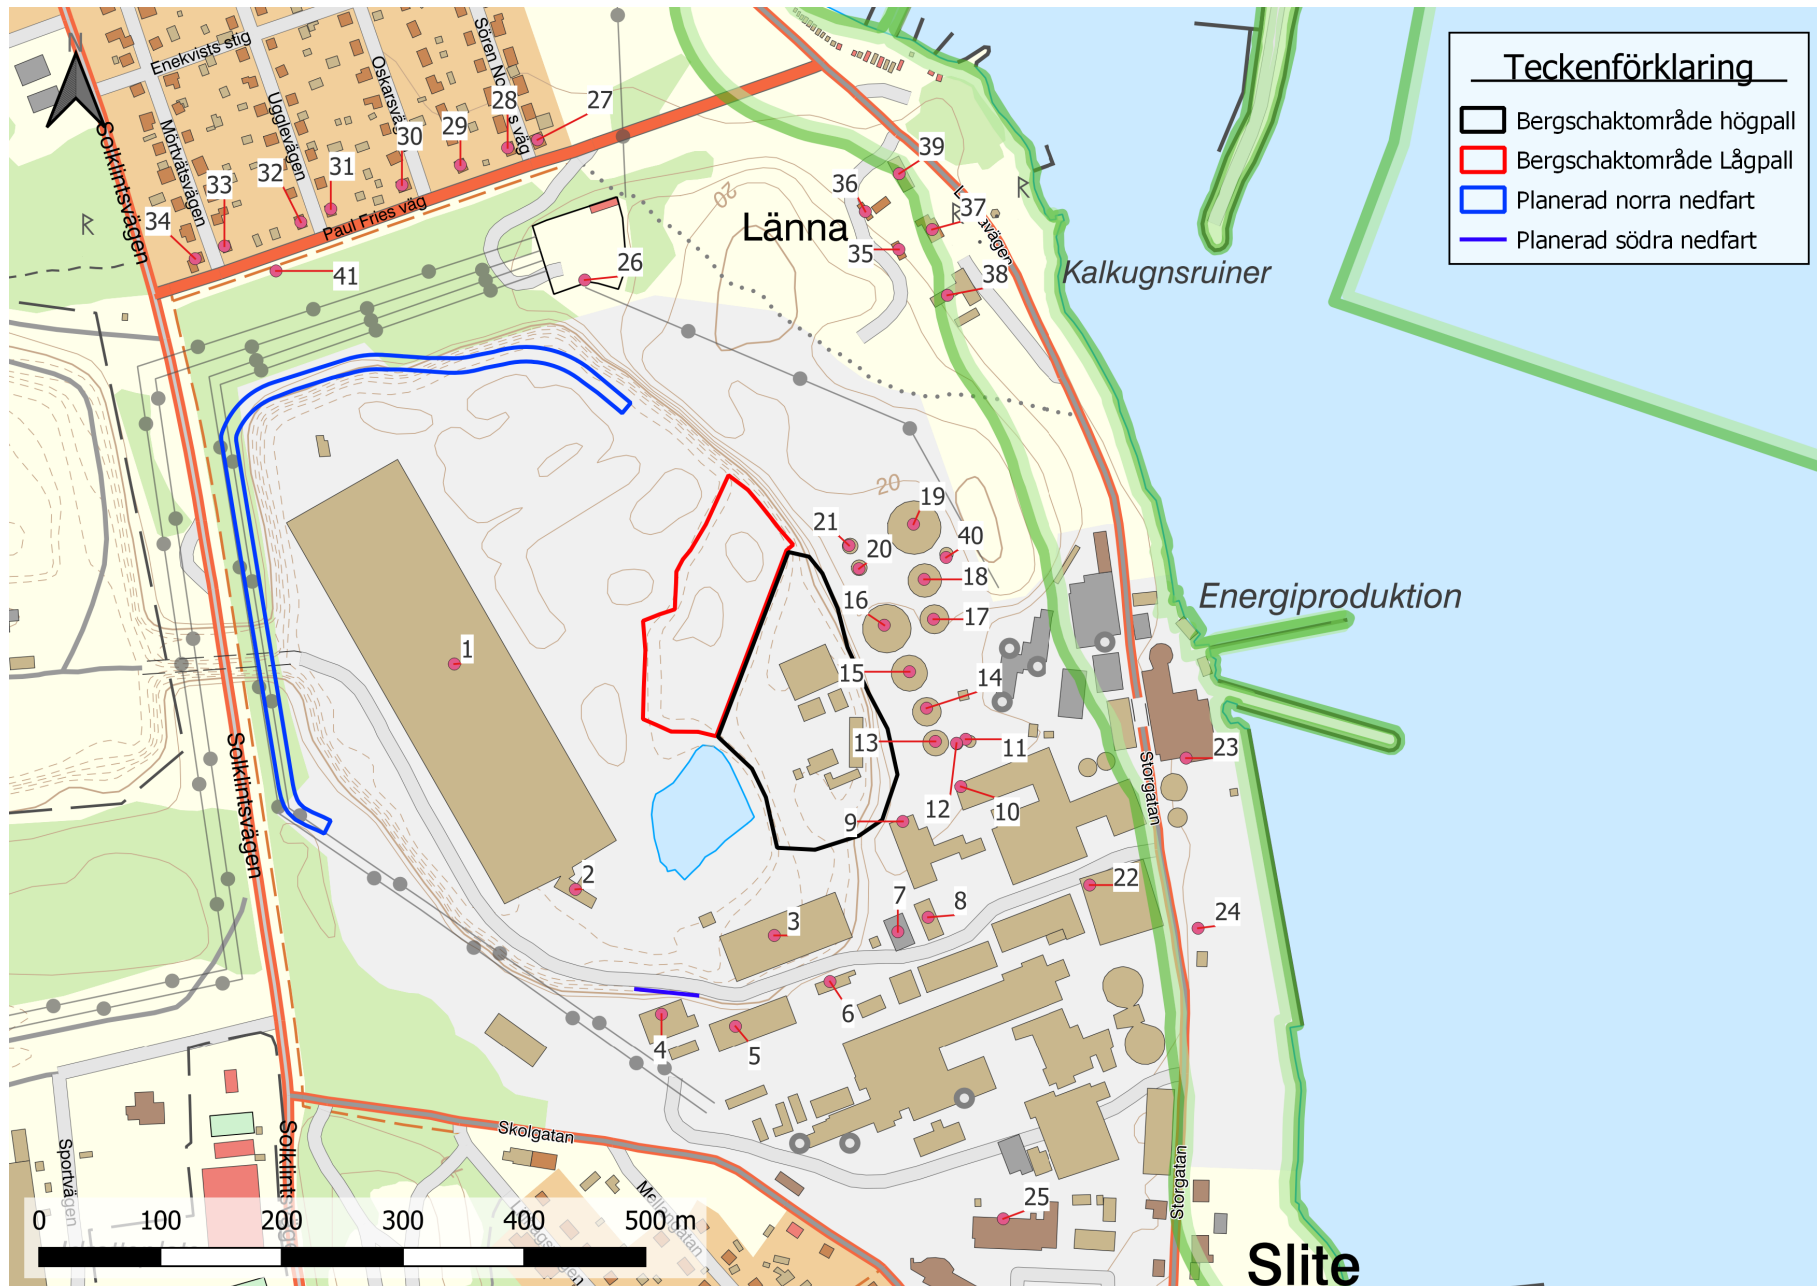 Teckenförklaring
Bergschaktområde högpall
Bergschaktområde Lågpall
Planerad norra nedfart
Planerad södra nedfart
N
Enekvists stig
Mörtvätsvägen
Ugglevägen
Solklintsvägen
Paul Fries väg
Länna
Kalkugnsruiner
Energiproduktion
Slite
Solklintsvägen
Storgatan
Storgatan
Skolgatan
Sportvägen
20
20
R
R
1
2
3
4
5
6
7
8
9
10
11
12
13
14
15
16
17
18
19
20
21
22
23
24
25
26
27
28
29
30
31
32
33
34
35
36
37
38
39
40
41
0 100 200 300 400 500 m